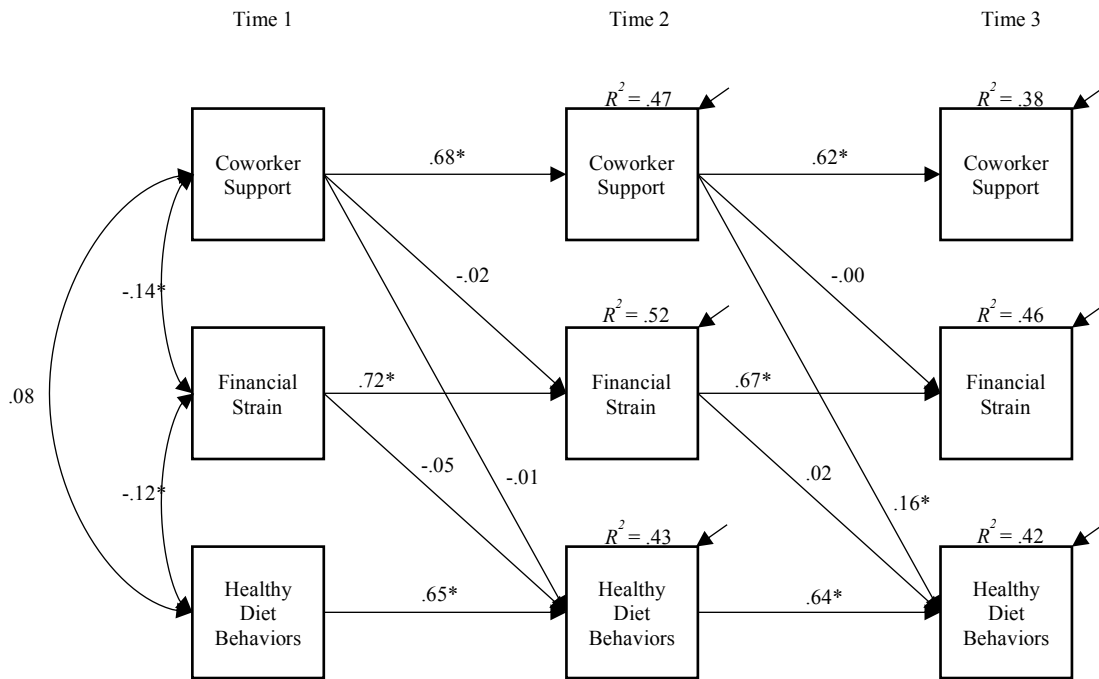 Time 1
Time 2
Time 3
R² = .47
R² = .38
Coworker
Support
.68*
Coworker
Support
.62*
Coworker
Support
-.14*
-.02
-.00
R² = .52
R² = .46
.08
Financial
Strain
.72*
Financial
Strain
.67*
Financial
Strain
-.12*
-.05
-.01
.02
.16*
R² = .43
R² = .42
Healthy
Diet
Behaviors
.65*
Healthy
Diet
Behaviors
.64*
Healthy
Diet
Behaviors